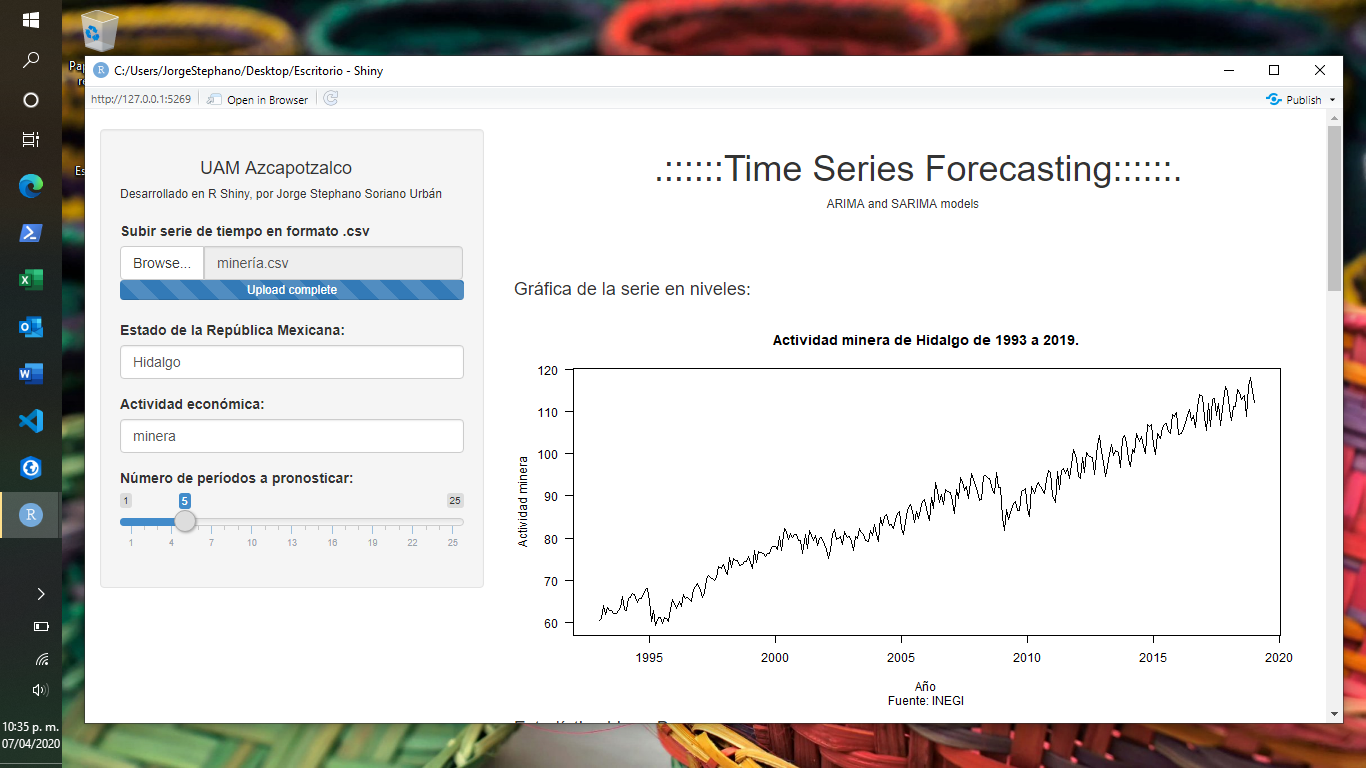 Pap
re
Es
10:35 p. m.
07/04/2020
R C:/Users/JorgeStephano/Desktop/Escritorio - Shiny
http://127.0.0.1:5269 Open in Browser Publish
UAM Azcapotzalco
Desarrollado en R Shiny, por Jorge Stephano Soriano Urbán
Subir serie de tiempo en formato .csv
Browse... minería.csv
Upload complete
Estado de la República Mexicana:
Hidalgo
Actividad económica:
minera
Número de períodos a pronosticar:
1 5 25
1 4 7 10 13 16 19 22 25
.::::::Time Series Forecasting::::::.
ARIMA and SARIMA models
Gráfica de la serie en niveles:
Actividad minera de Hidalgo de 1993 a 2019.
Actividad minera
120
110
100
90
80
70
60
1995 2000 2005 2010 2015 2020
Año
Fuente: INEGI